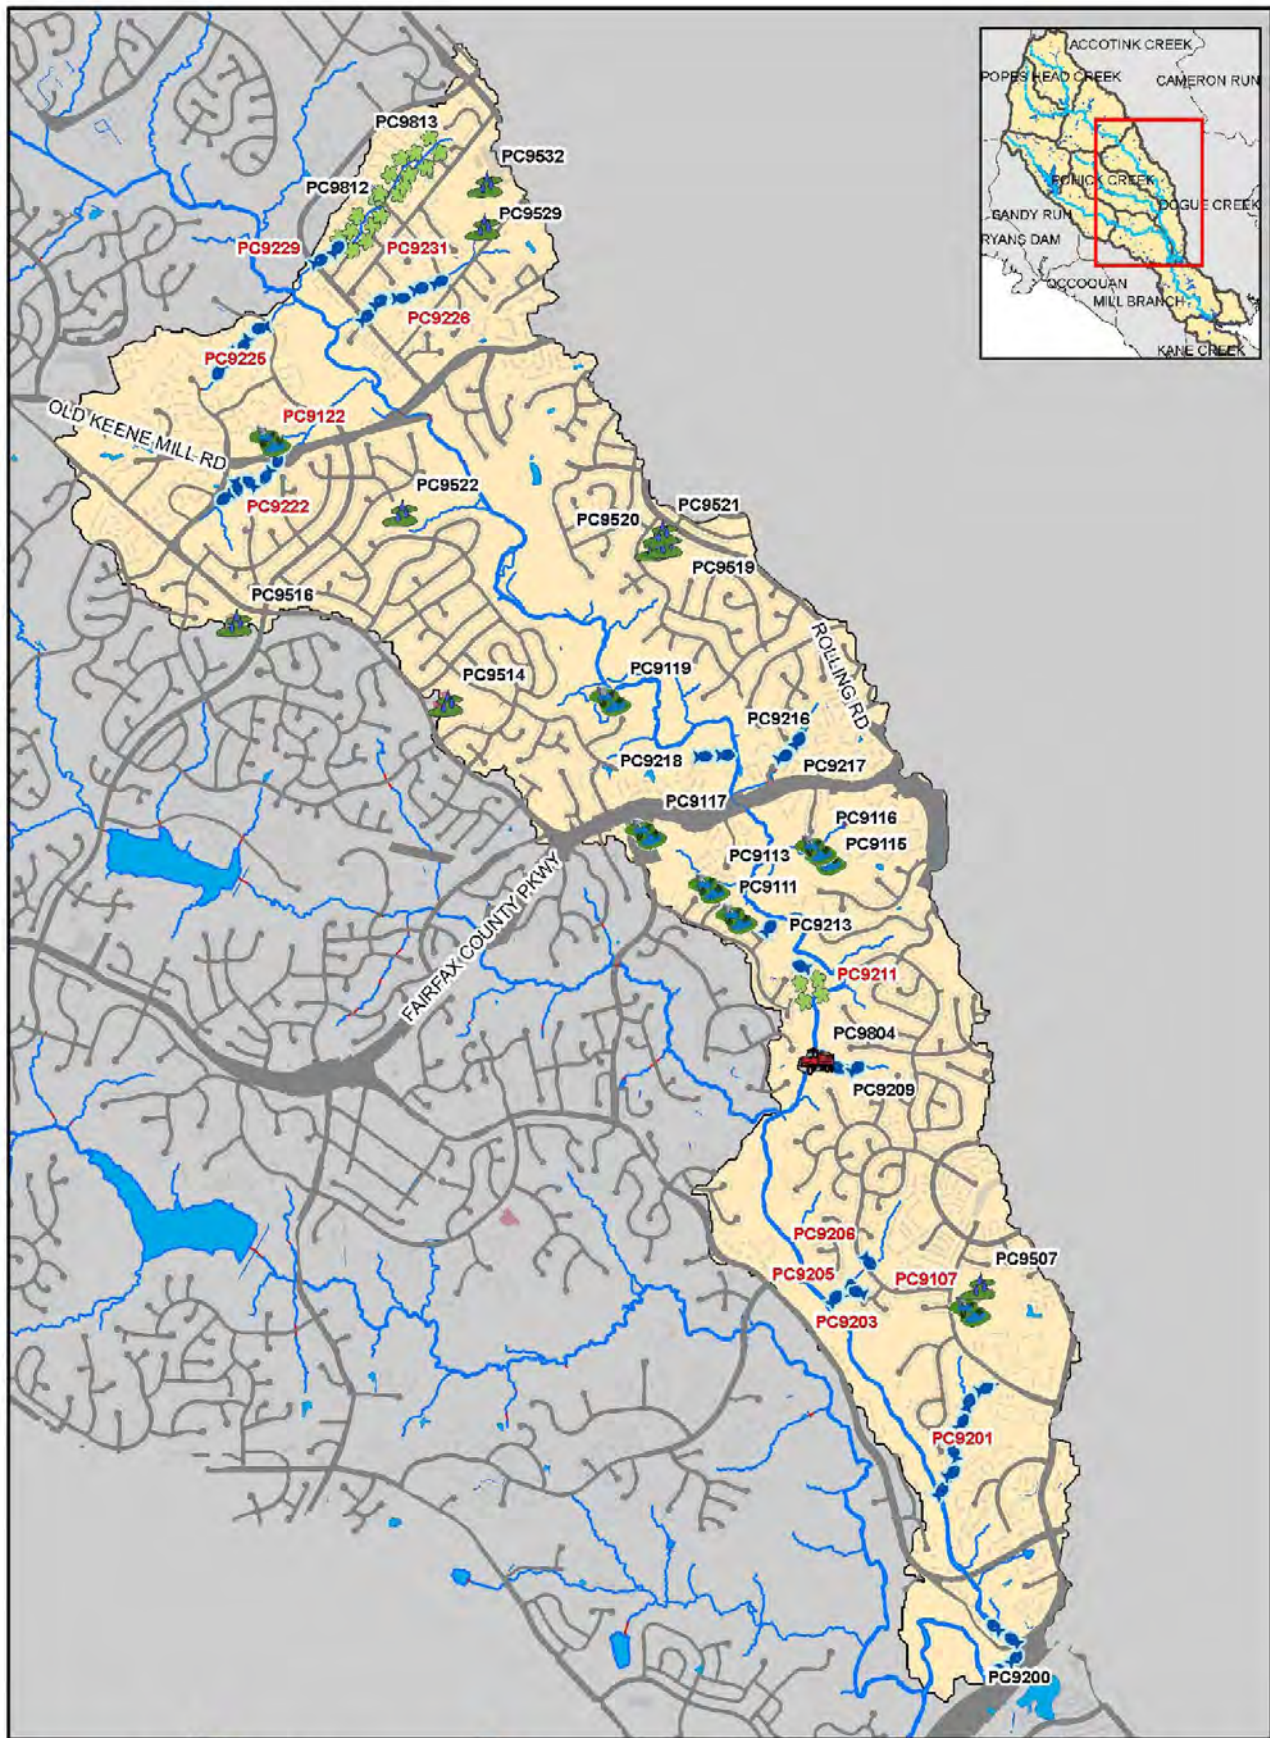 ACCOTINK CREEK
POPES HEAD CREEK
CAMERON RUN
POHICK CREEK
DOGUE CREEK
SANDY RUN
RYANS DAM
OCCOQUAN
MILL BRANCH
KANE CREEK
PC9813
PC9532
PC9812
PC9529
PC9229
PC9231
PC9226
PC9225
OLD KEENE MILL RD
PC9122
PC9222
PC9522
PC9521
PC9520
PC9519
PC9516
ROLLING RD
PC9119
PC9514
PC9216
PC9218
PC9217
PC9117
PC9116
PC9115
PC9113
PC9111
FAIRFAX COUNTY PKWY
PC9213
PC9211
PC9804
PC9209
PC9206
PC9205
PC9107
PC9507
PC9203
PC9201
PC9200